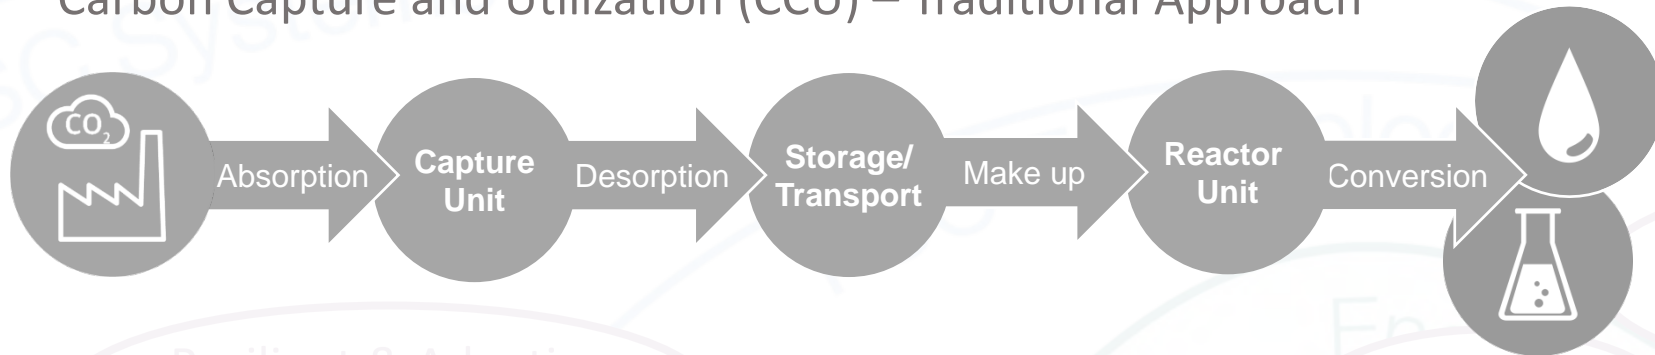 Carbon Capture and Utilization (CCU) – Traditional Approach
CO2
Absorption
Capture
Unit
Desorption
Storage/
Transport
Make up
Reactor
Unit
Conversion